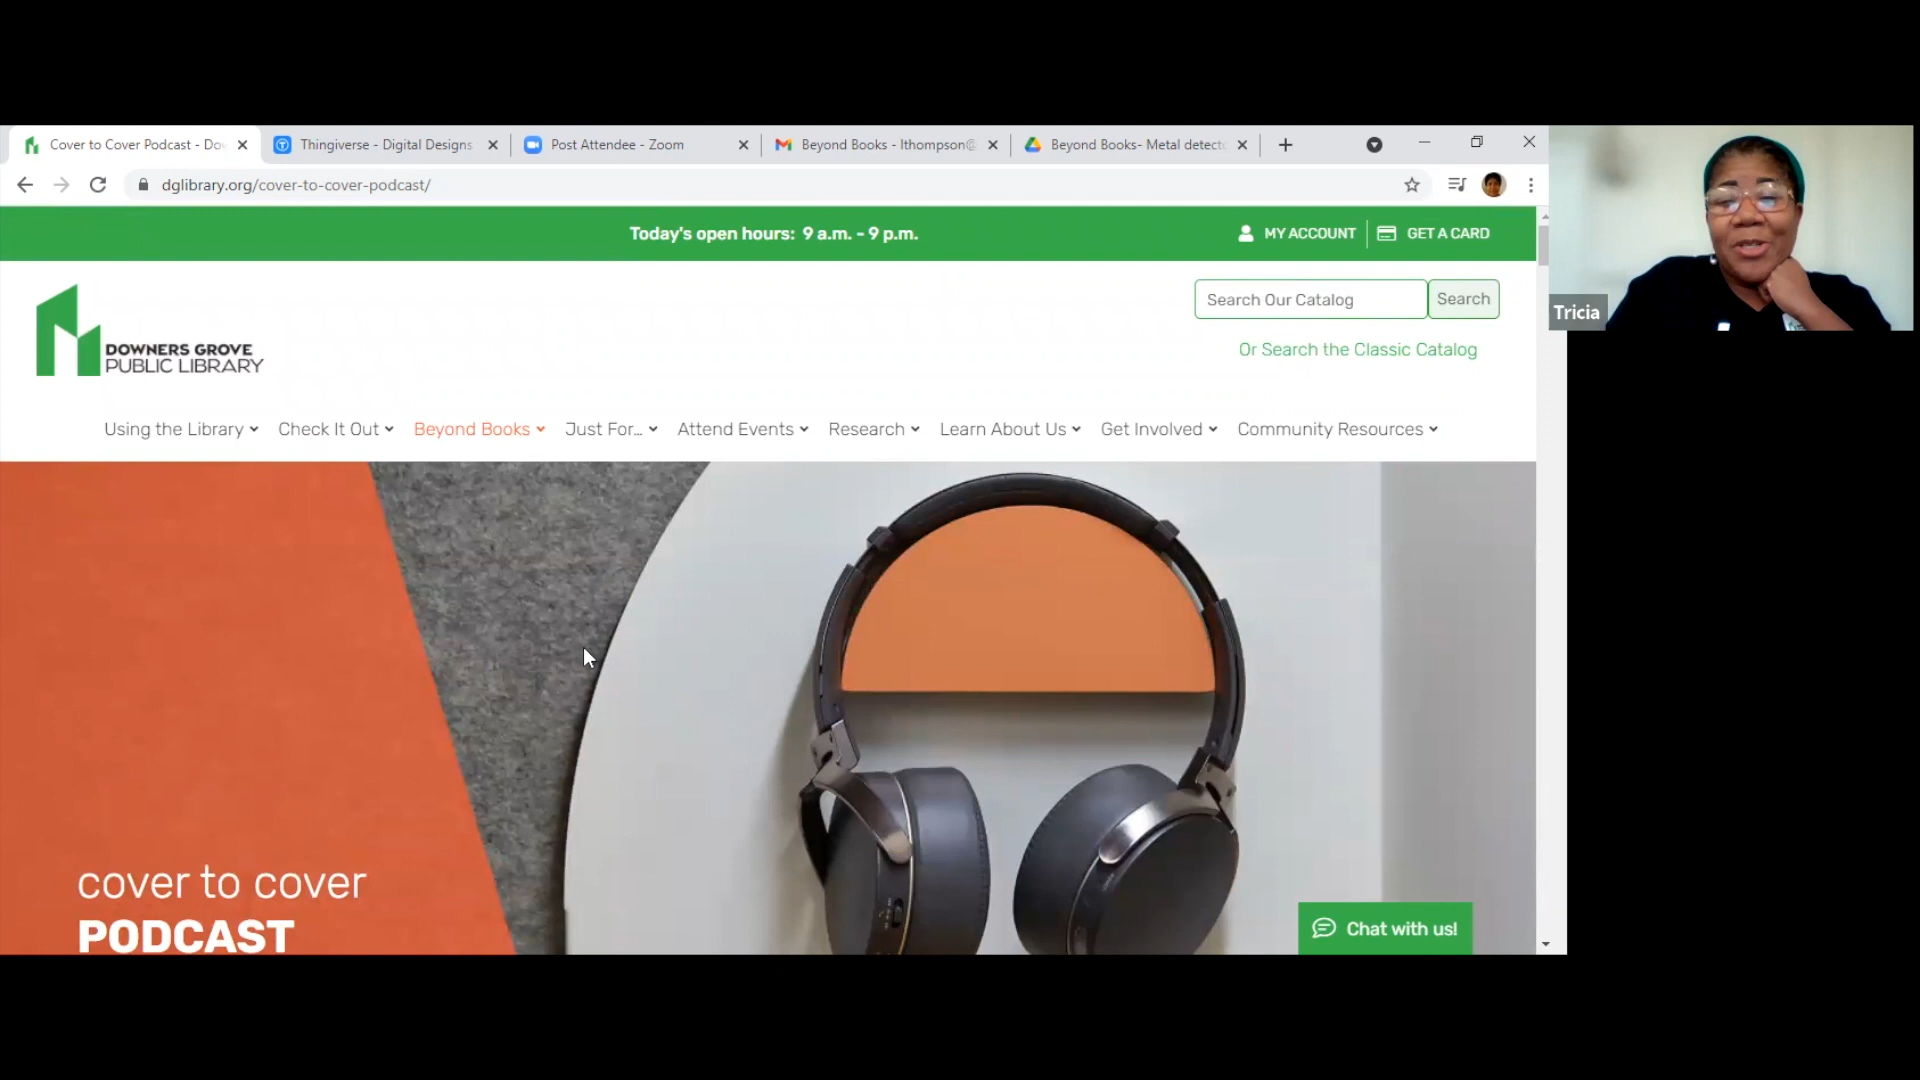 Cover to Cover Podcast - Do
Thingiverse - Digital Designs
Post Attendee - Zoom
Beyond Books - lthompson@
Beyond Books- Metal detect
dglibrary.org/cover-to-cover-podcast/
Today's open hours: 9 a.m. - 9 p.m.
MY ACCOUNT
GET A CARD
Search Our Catalog
Search
Tricia
DOWNERS GROVE
PUBLIC LIBRARY
Or Search the Classic Catalog
Using the Library
Check It Out
Beyond Books
Just For...
Attend Events
Research
Learn About Us
Get Involved
Community Resources
cover to cover
PODCAST
Chat with us!